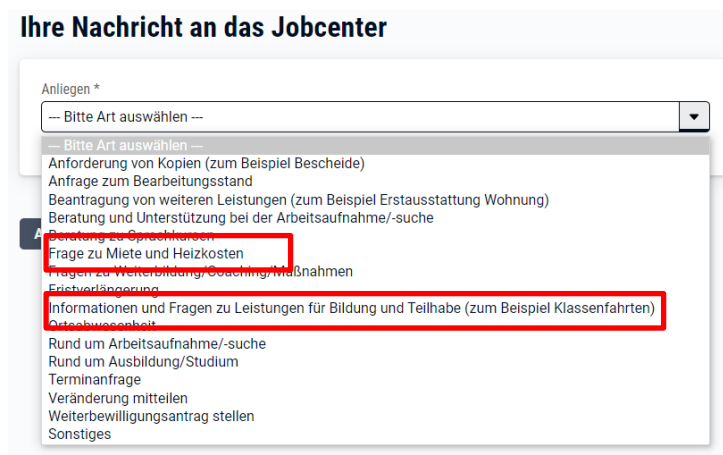 Ihre Nachricht an das Jobcenter
Anliegen *
--- Bitte Art auswählen ---
--- Bitte Art auswählen ---
Anforderung von Kopien (zum Beispiel Bescheide)
Anfrage zum Bearbeitungsstand
Beantragung von weiteren Leistungen (zum Beispiel Erstausstattung Wohnung)
Beratung und Unterstützung bei der Arbeitsaufnahme/-suche
Beratung zu Sprachkursen
Frage zu Miete und Heizkosten
Fragen zu Weiterbildung/Coaching/Maßnahmen
Fristverlängerung
Informationen und Fragen zu Leistungen für Bildung und Teilhabe (zum Beispiel Klassenfahrten)
Ortsabwesenheit
Rund um Arbeitsaufnahme/-suche
Rund um Ausbildung/Studium
Terminanfrage
Veränderung mitteilen
Weiterbewilligungsantrag stellen
Sonstiges